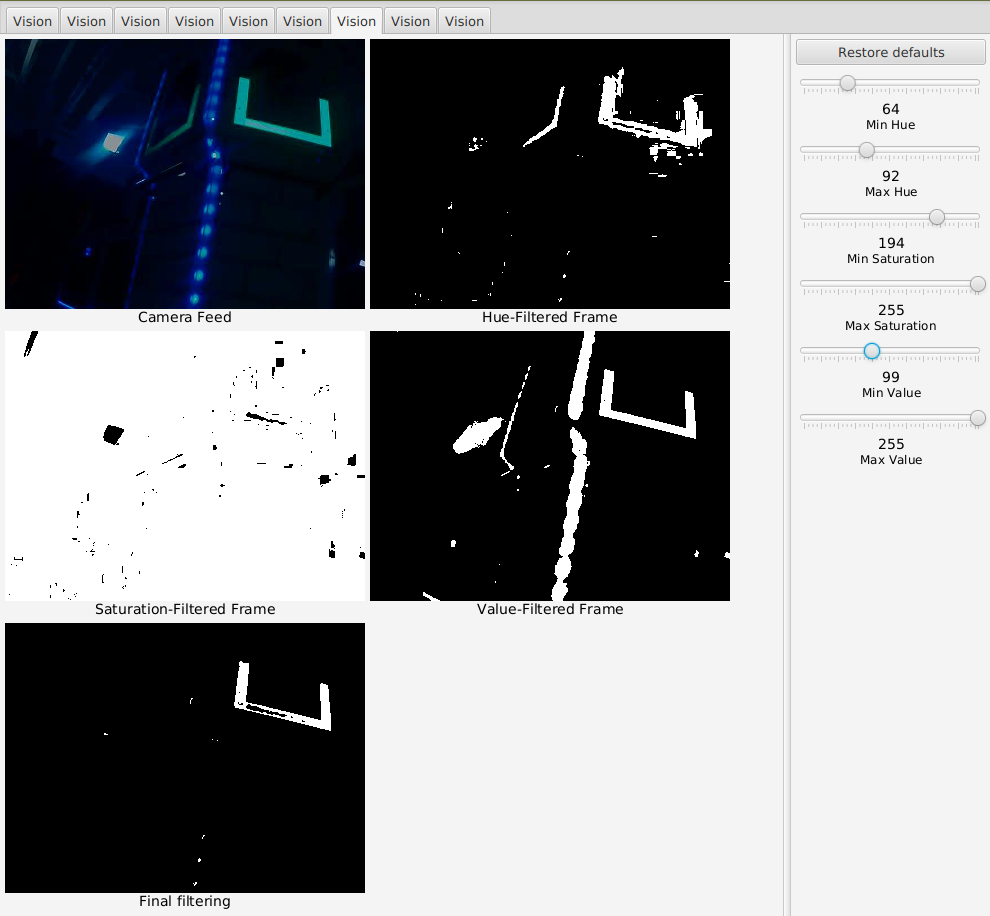 Vision Vision Vision Vision Vision Vision Vision Vision Vision
Restore defaults
64
Min Hue
92
Max Hue
194
Min Saturation
255
Max Saturation
99
Min Value
255
Max Value
Camera Feed
Hue-Filtered Frame
Saturation-Filtered Frame
Value-Filtered Frame
Final filtering